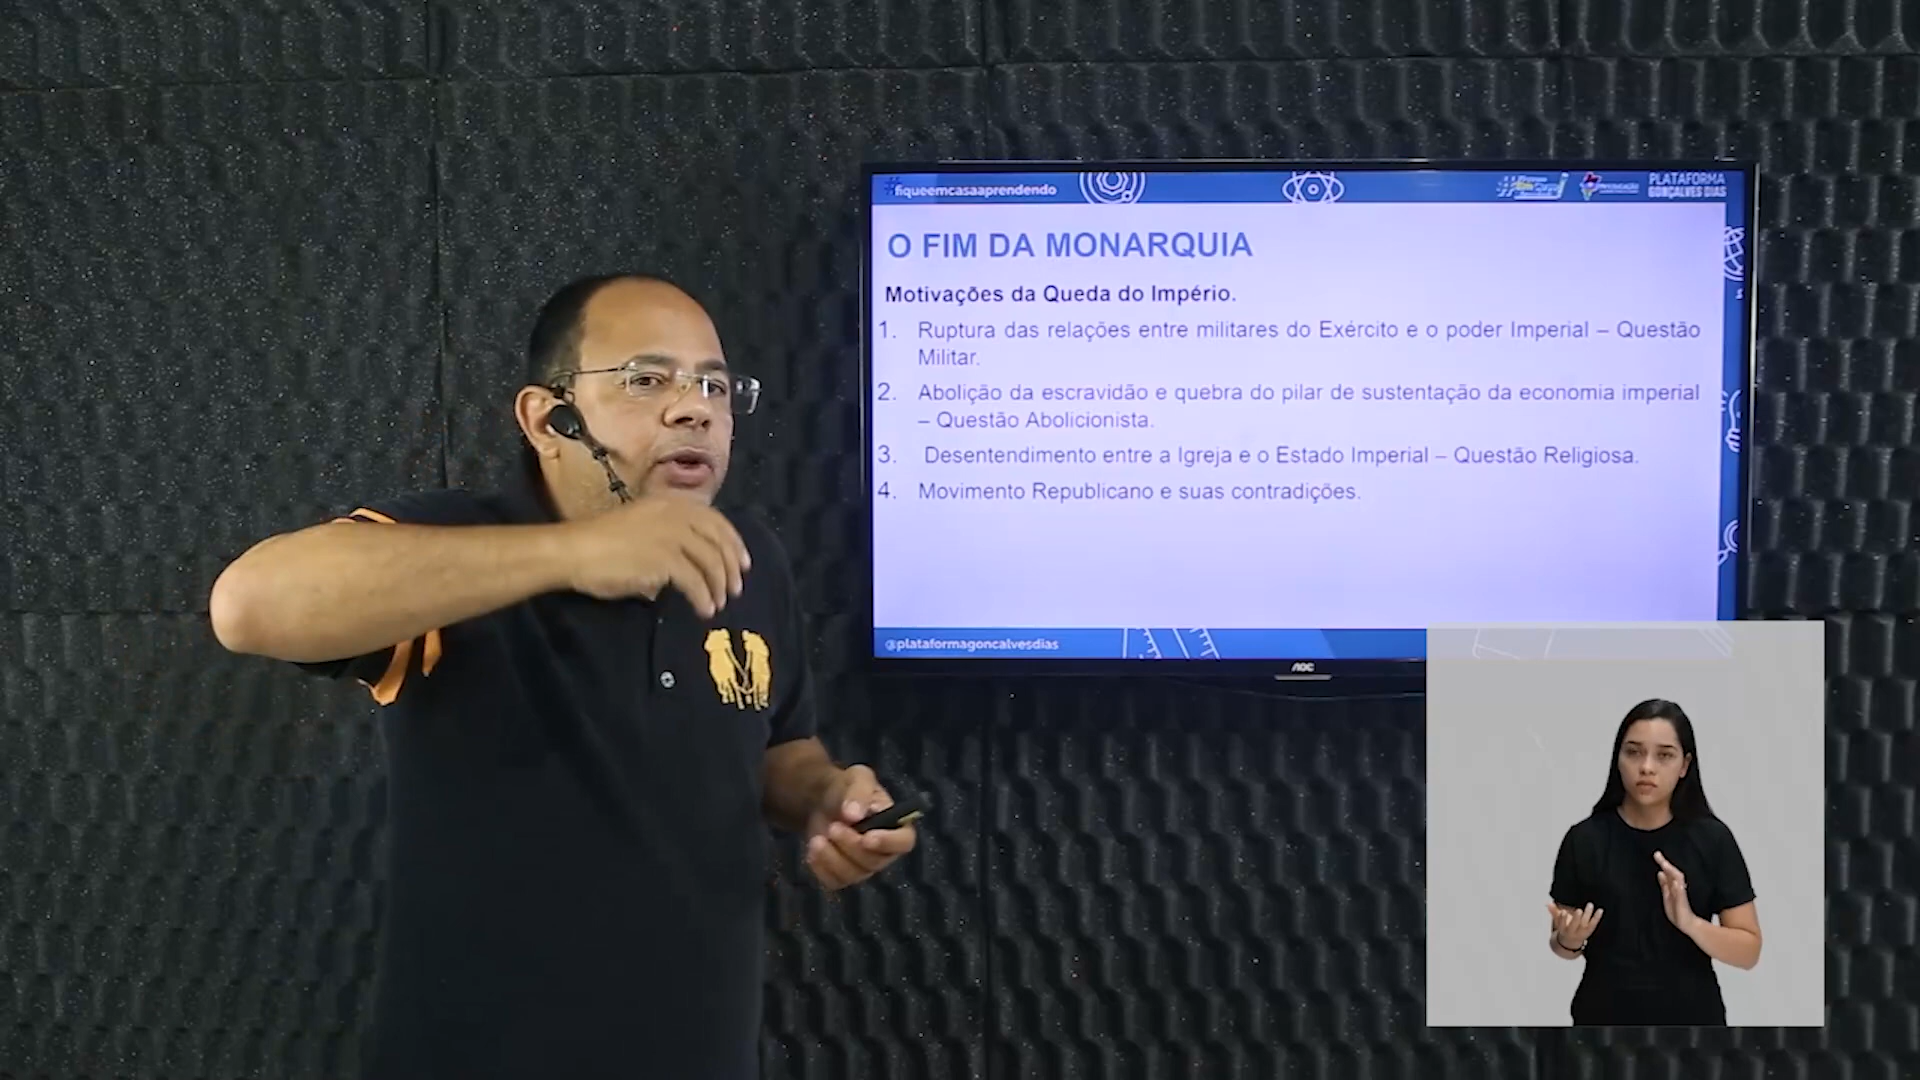 #fiqueemcasaaprendendo
PLATAFORMA
GONÇALVES DIAS
O FIM DA MONARQUIA
Motivações da Queda do Império.
1. Ruptura das relações entre militares do Exército e o poder Imperial – Questão
Militar.
2. Abolição da escravidão e quebra do pilar de sustentação da economia imperial
– Questão Abolicionista.
3. Desentendimento entre a Igreja e o Estado Imperial – Questão Religiosa.
4. Movimento Republicano e suas contradições.
@plataformagoncalvesdias
AOC